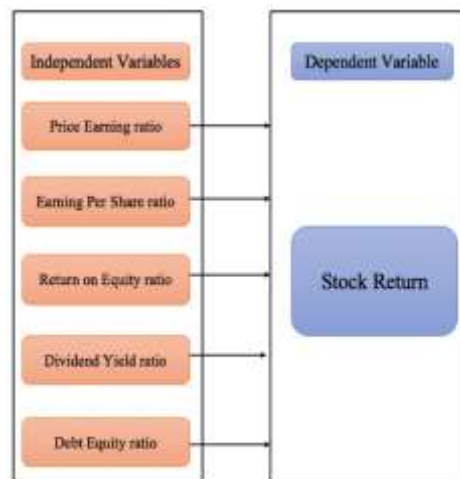 Independent Variables
Dependent Variable
Price Earning ratio
Earning Per Share ratio
Return on Equity ratio
Stock Return
Dividend Yield ratio
Debt Equity ratio